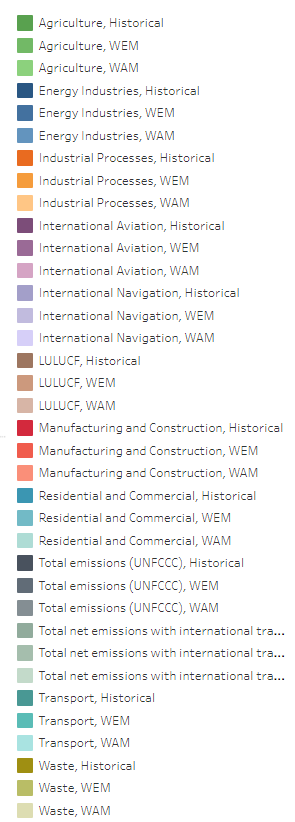 Agriculture, Historical
Agriculture, WEM
Agriculture, WAM
Energy Industries, Historical
Energy Industries, WEM
Energy Industries, WAM
Industrial Processes, Historical
Industrial Processes, WEM
Industrial Processes, WAM
International Aviation, Historical
International Aviation, WEM
International Aviation, WAM
International Navigation, Historical
International Navigation, WEM
International Navigation, WAM
LULUCF, Historical
LULUCF, WEM
LULUCF, WAM
Manufacturing and Construction, Historical
Manufacturing and Construction, WEM
Manufacturing and Construction, WAM
Residential and Commercial, Historical
Residential and Commercial, WEM
Residential and Commercial, WAM
Total emissions (UNFCCC), Historical
Total emissions (UNFCCC), WEM
Total emissions (UNFCCC), WAM
Total net emissions with international tra...
Total net emissions with international tra...
Total net emissions with international tra...
Transport, Historical
Transport, WEM
Transport, WAM
Waste, Historical
Waste, WEM
Waste, WAM